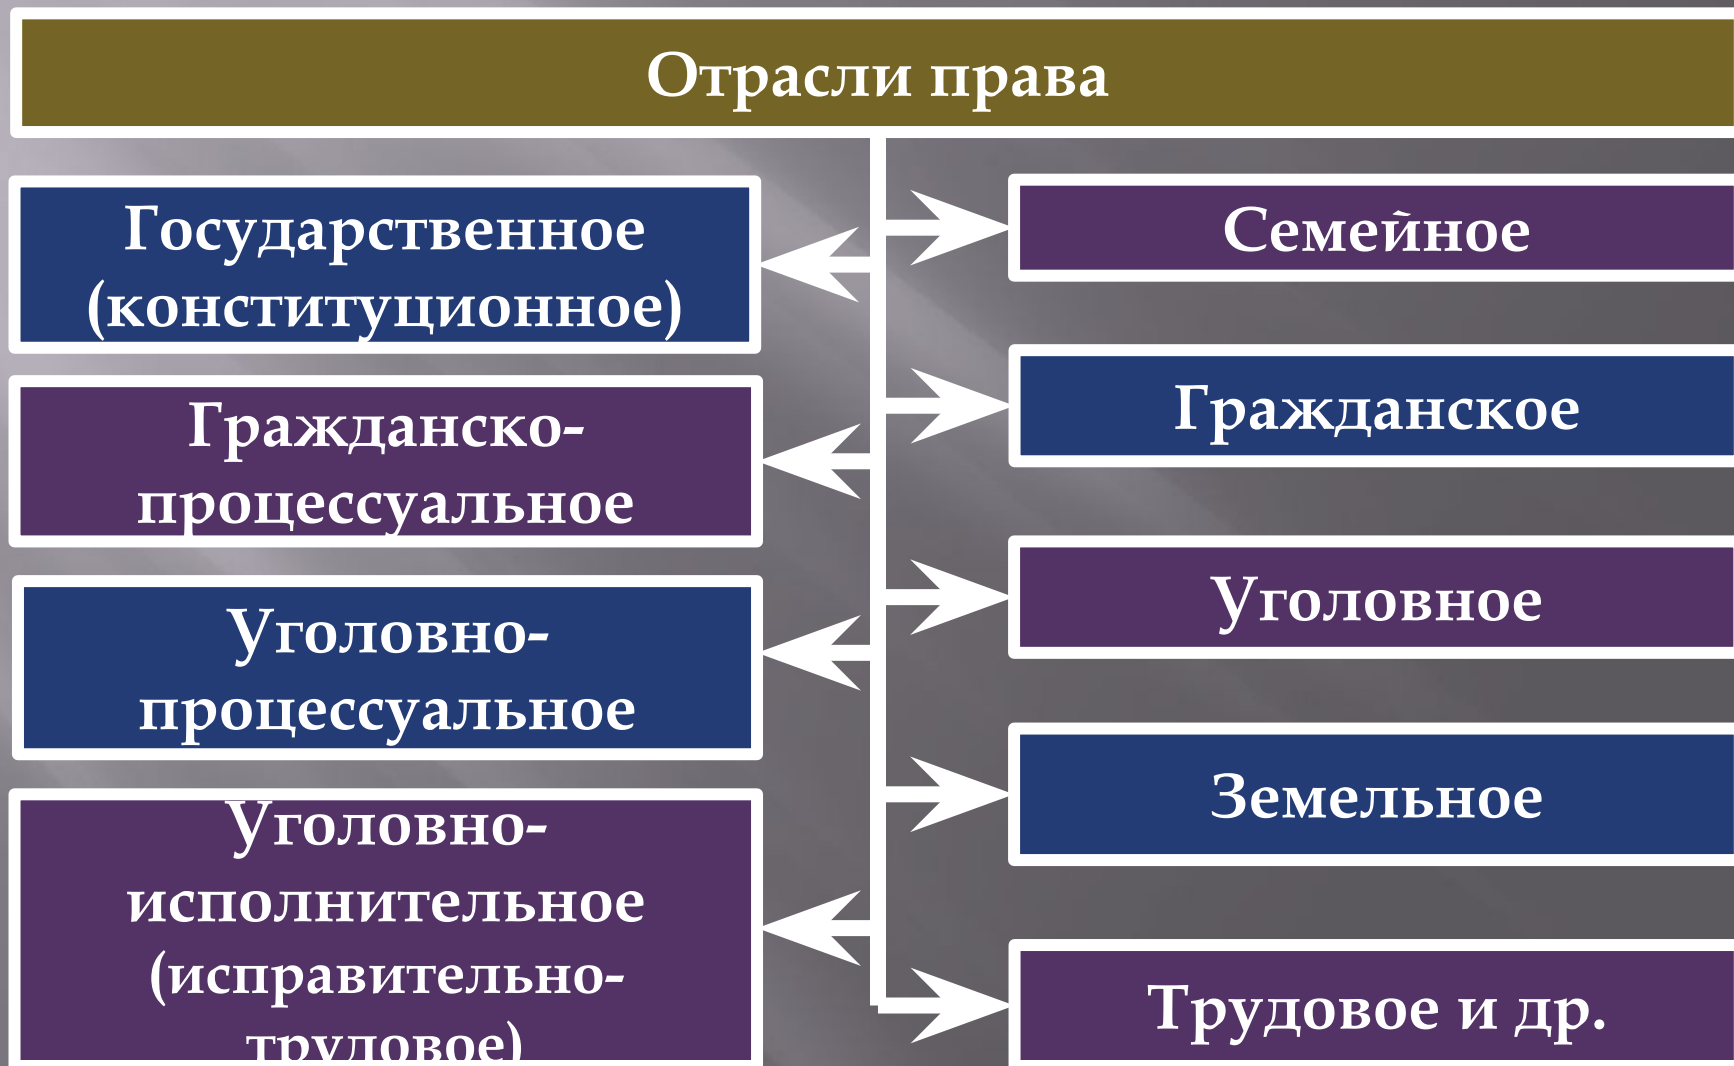 Отрасли права
Государственное
(конституционное)
Гражданско-
процессуальное
Уголовно-
процессуальное
Уголовно-
исполнительное
(исправительно-
трудовое)
Семейное
Гражданское
Уголовное
Земельное
Трудовое и др.